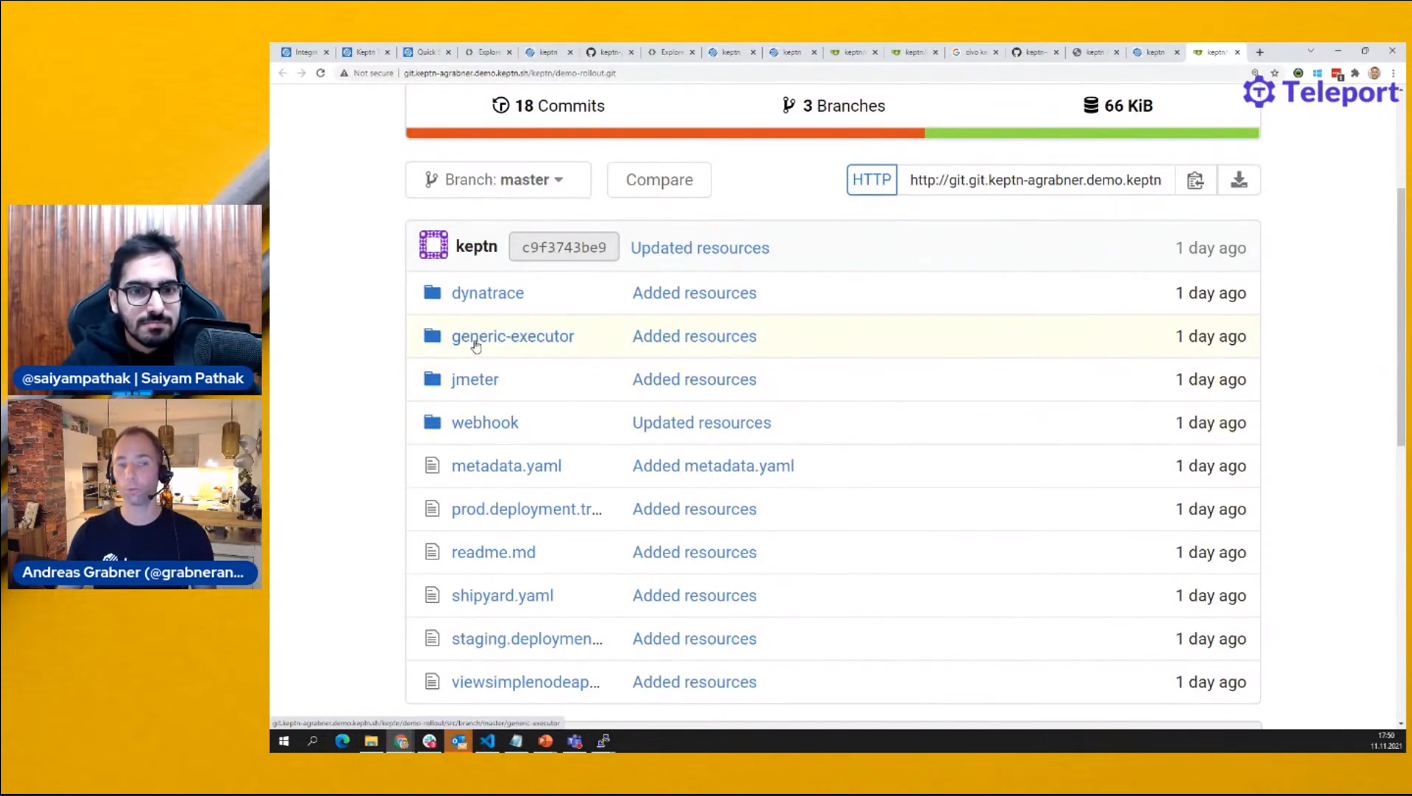 Integr
Keptn
Quick
Explore
keptn
keptn-
Explore
keptn
keptn
keptn/
keptn/
civo ke
keptn-
keptn
keptn
keptn/
Not secure | git.keptn-agrabner.demo.keptn.sh/keptn/demo-rollout.git
Teleport
18 Commits
3 Branches
66 KiB
Branch: master
Compare
HTTP
http://git.git.keptn-agrabner.demo.keptn
keptn c9f3743be9 Updated resources 1 day ago
dynatrace Added resources 1 day ago
generic-executor Added resources 1 day ago
jmeter Added resources 1 day ago
webhook Updated resources 1 day ago
metadata.yaml Added metadata.yaml 1 day ago
prod.deployment.tr... Added resources 1 day ago
readme.md Added resources 1 day ago
shipyard.yaml Added resources 1 day ago
staging.deploymen... Added resources 1 day ago
viewsimplenodeap... Added resources 1 day ago
git.keptn-agrabner.demo.keptn.sh/keptn/demo-rollout/src/branch/master/generic-executor
17:50
11.11.2021
@saiyampathak | Saiyam Pathak
Andreas Grabner (@grabneran...